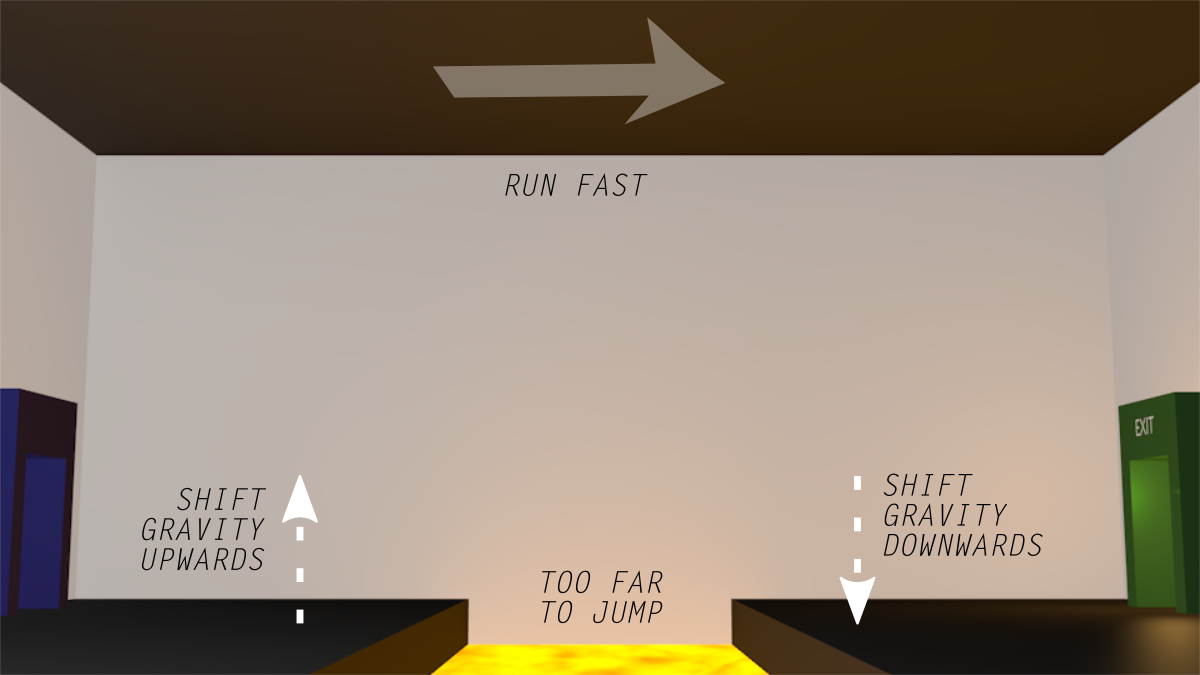 RUN FAST
EXIT
SHIFT
GRAVITY
UPWARDS
SHIFT
GRAVITY
DOWNWARDS
TOO FAR
TO JUMP